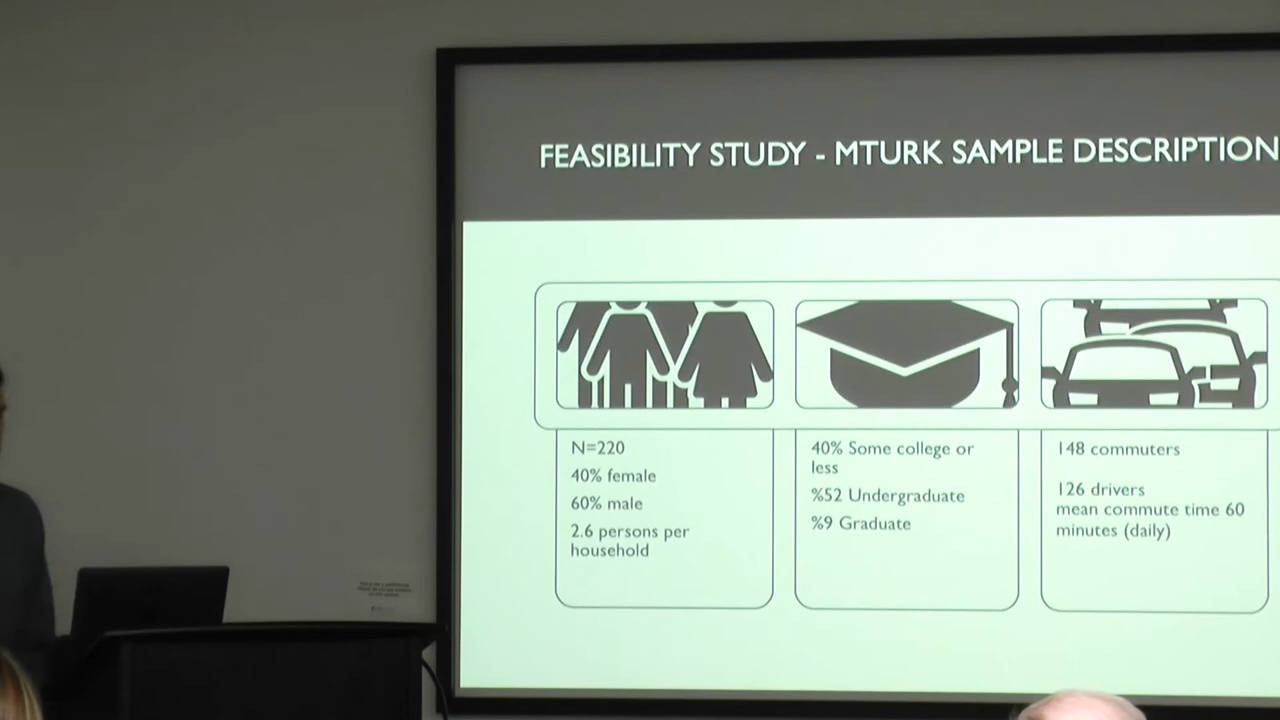 FEASIBILITY STUDY - MTURK SAMPLE DESCRIPTION
N=220
40% female
60% male
2.6 persons per
household
40% Some college or
less
%52 Undergraduate
%9 Graduate
148 commuters
126 drivers
mean commute time 60
minutes (daily)